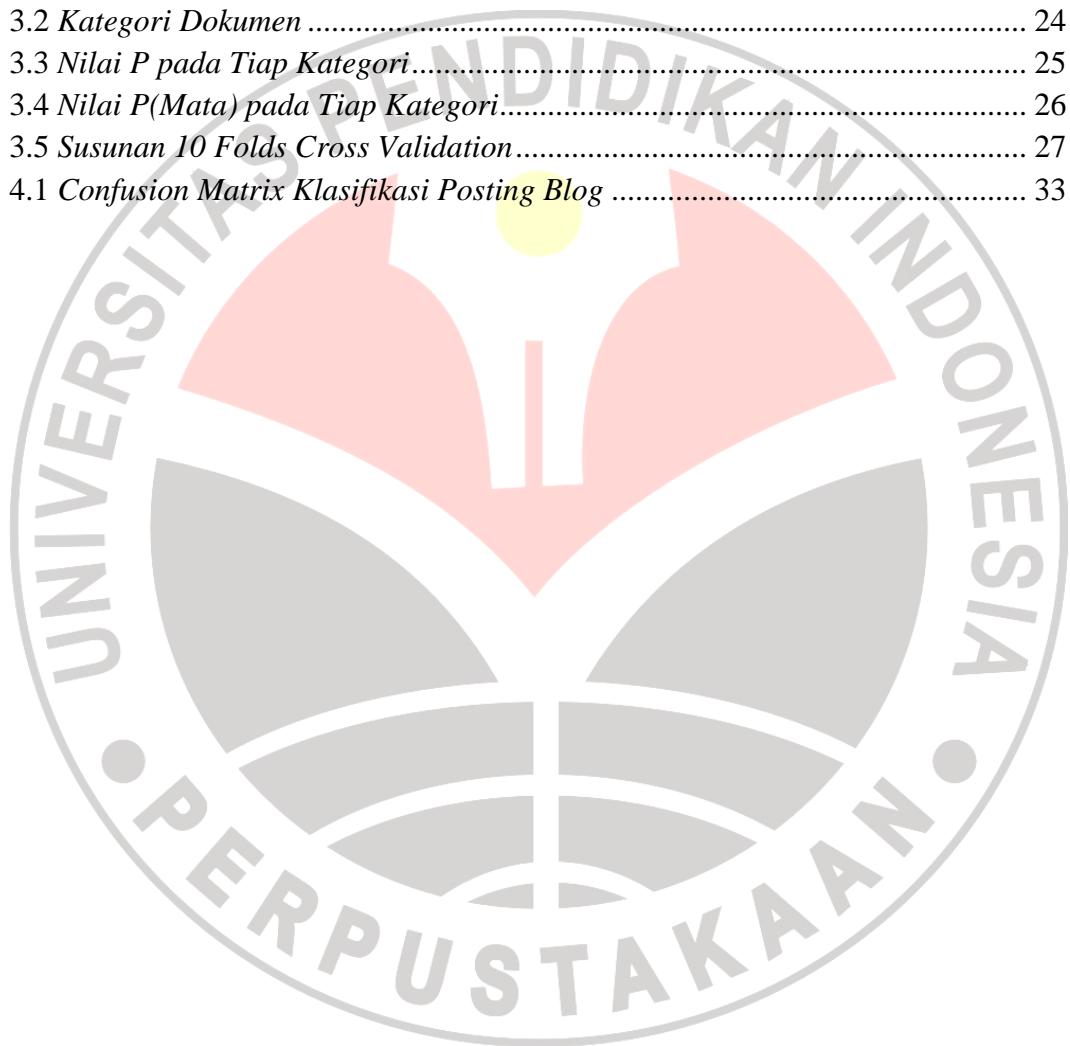 3.2 Kategori Dokumen ........................................................................................ 24
3.3 Nilai P pada Tiap Kategori ........................................................................... 25
3.4 Nilai P(Mata) pada Tiap Kategori ................................................................ 26
3.5 Susunan 10 Folds Cross Validation .............................................................. 27
4.1 Confusion Matrix Klasifikasi Posting Blog .................................................. 33
UNIVERSITAS PENDIDIKAN INDONESIA
PERPUSTAKAAN